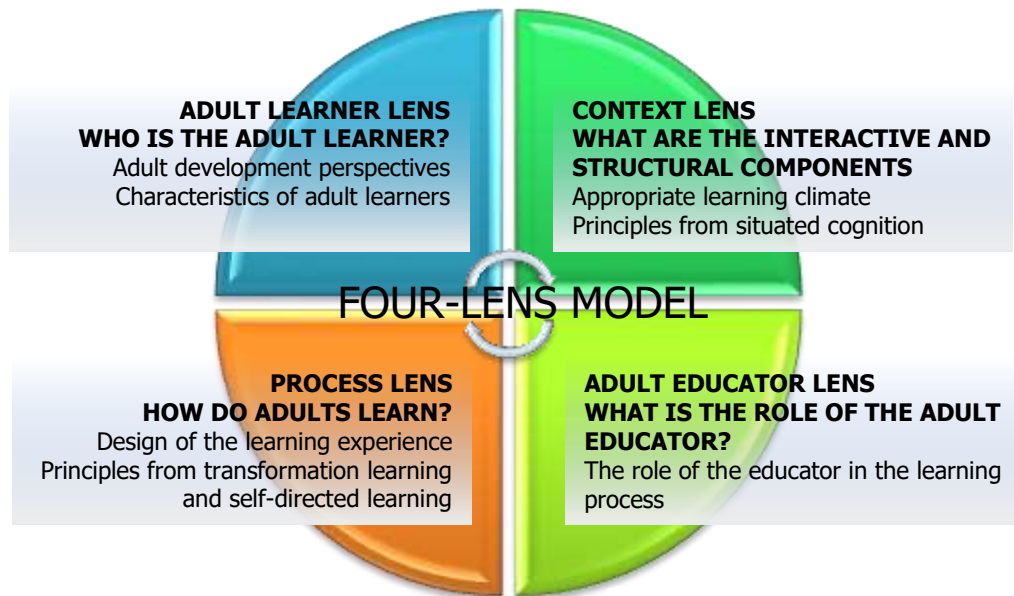 ADULT LEARNER LENS
WHO IS THE ADULT LEARNER?
Adult development perspectives
Characteristics of adult learners
CONTEXT LENS
WHAT ARE THE INTERACTIVE AND
STRUCTURAL COMPONENTS
Appropriate learning climate
Principles from situated cognition
FOUR-LENS MODEL
PROCESS LENS
HOW DO ADULTS LEARN?
Design of the learning experience
Principles from transformation learning
and self-directed learning
ADULT EDUCATOR LENS
WHAT IS THE ROLE OF THE ADULT
EDUCATOR?
The role of the educator in the learning
process